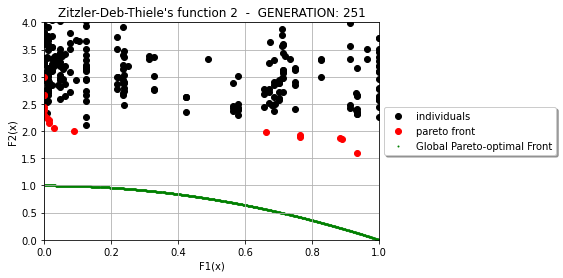 Zitzler-Deb-Thiele's function 2 - GENERATION: 251
4.0
3.5
3.0
2.5
2.0
1.5
1.0
0.5
0.0
F2(x)
0.0 0.2 0.4 0.6 0.8 1.0
F1(x)
individuals
pareto front
Global Pareto-optimal Front